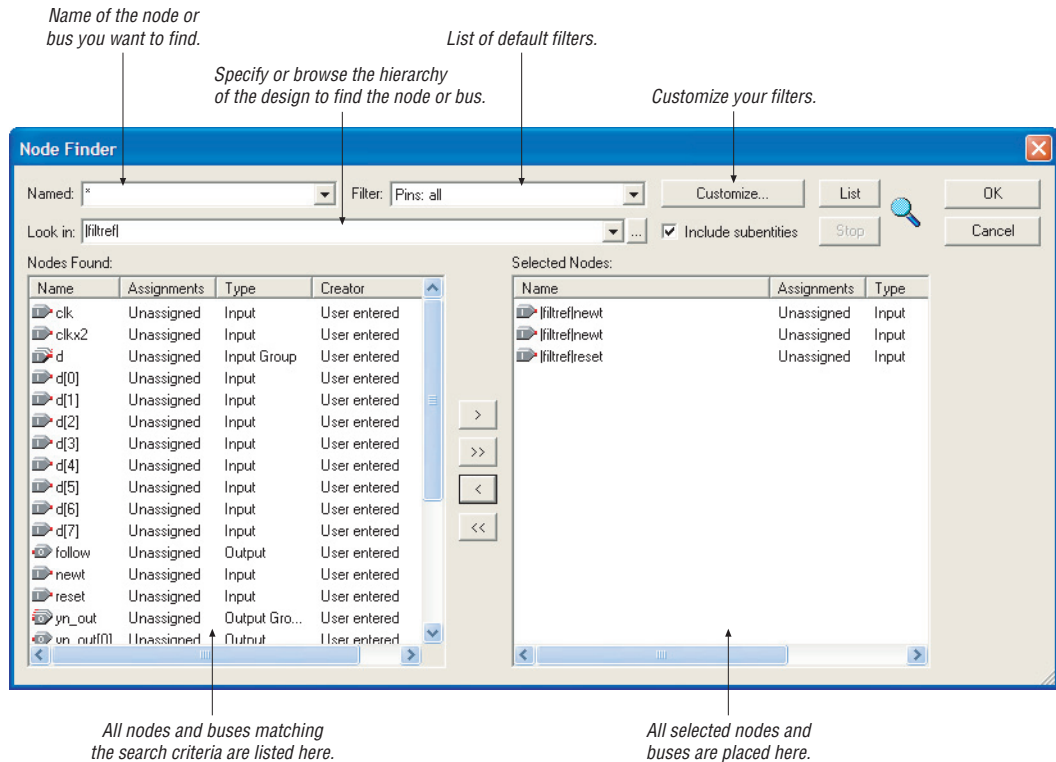 Name of the node or
bus you want to find.
List of default filters.
Specify or browse the hierarchy
of the design to find the node or bus.
Customize your filters.
Node Finder
Named: * Filter: Pins: all Customize... List OK
Look in: |filtref| ... Include subentities Stop Cancel
Nodes Found:
Name Assignments Type Creator
clk Unassigned Input User entered
clkx2 Unassigned Input User entered
d Unassigned Input Group User entered
d[0] Unassigned Input User entered
d[1] Unassigned Input User entered
d[2] Unassigned Input User entered
d[3] Unassigned Input User entered
d[4] Unassigned Input User entered
d[5] Unassigned Input User entered
d[6] Unassigned Input User entered
d[7] Unassigned Input User entered
follow Unassigned Output User entered
newt Unassigned Input User entered
reset Unassigned Input User entered
yn_out Unassigned Output Gro... User entered
yn_out[0] Unassigned Output User entered
>
>>
<
<<
Selected Nodes:
Name Assignments Type
|filtref|newt Unassigned Input
|filtref|newt Unassigned Input
|filtref|reset Unassigned Input
All nodes and buses matching
the search criteria are listed here.
All selected nodes and
buses are placed here.